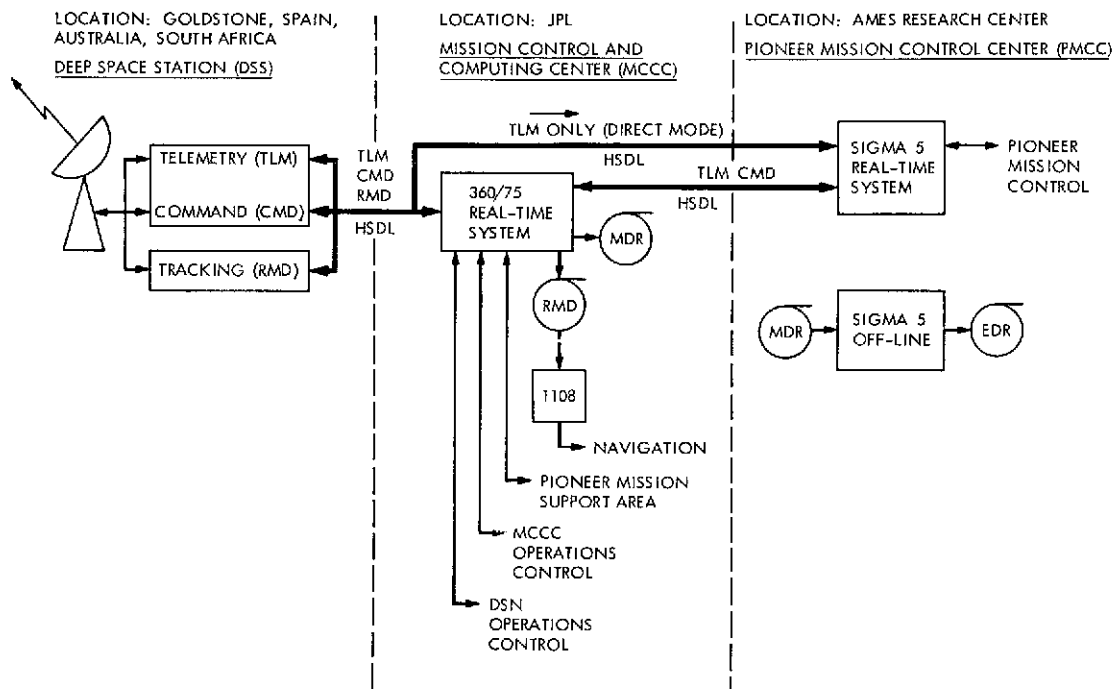 LOCATION: GOLDSTONE, SPAIN,
AUSTRALIA, SOUTH AFRICA
DEEP SPACE STATION (DSS)
LOCATION: JPL
MISSION CONTROL AND
COMPUTING CENTER (MCCC)
LOCATION: AMES RESEARCH CENTER
PIONEER MISSION CONTROL CENTER (PMCC)
TELEMETRY (TLM)
COMMAND (CMD)
TRACKING (RMD)
TLM
CMD
RMD
HSDL
TLM ONLY (DIRECT MODE)
HSDL
TLM CMD
HSDL
360/75
REAL-TIME
SYSTEM
MDR
RMD
1108
NAVIGATION
PIONEER MISSION
SUPPORT AREA
MCCC
OPERATIONS
CONTROL
DSN
OPERATIONS
CONTROL
SIGMA 5
REAL-TIME
SYSTEM
PIONEER
MISSION
CONTROL
MDR
SIGMA 5
OFF-LINE
EDR